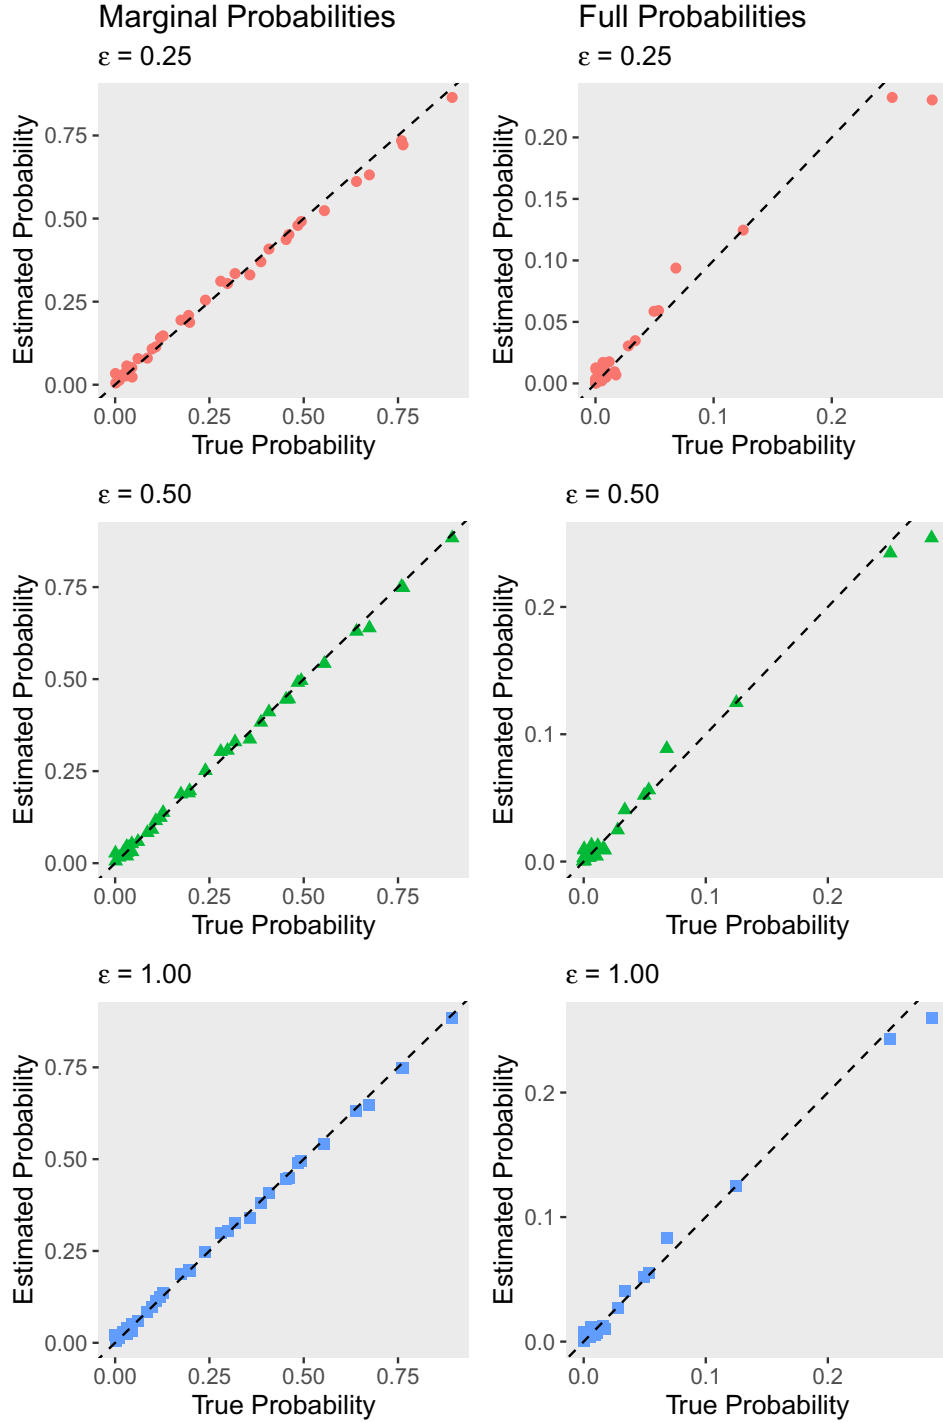 Marginal Probabilities
ε = 0.25
Estimated Probability
0.75
0.50
0.25
0.00
0.00 0.25 0.50 0.75
True Probability
Full Probabilities
ε = 0.25
Estimated Probability
0.20
0.15
0.10
0.05
0.00
0.0 0.1 0.2
True Probability
ε = 0.50
Estimated Probability
0.75
0.50
0.25
0.00
0.00 0.25 0.50 0.75
True Probability
ε = 0.50
Estimated Probability
0.2
0.1
0.0
0.0 0.1 0.2
True Probability
ε = 1.00
Estimated Probability
0.75
0.50
0.25
0.00
0.00 0.25 0.50 0.75
True Probability
ε = 1.00
Estimated Probability
0.2
0.1
0.0
0.0 0.1 0.2
True Probability